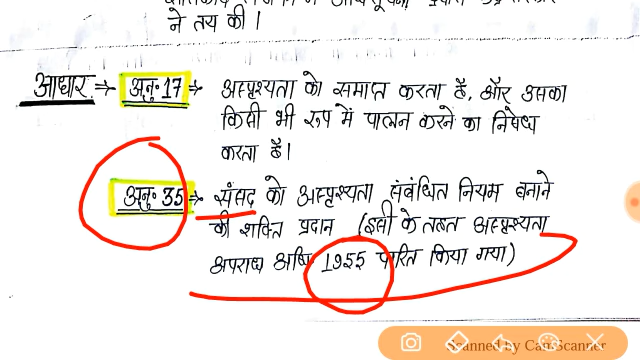 ने तय की।
आधार → अनु॰ 17 → अस्पृश्यता को समाप्त करता है, और उसका
किसी भी रूप में पालन करने का निषेध
करता है।
अनु॰ 35 → संसद को अस्पृश्यता संबंधित नियम बनाने
की शक्ति प्रदान (इसी के तहत अस्पृश्यता
अपराध अधि॰ 1955 पारित किया गया)
Scanned by CamScanner